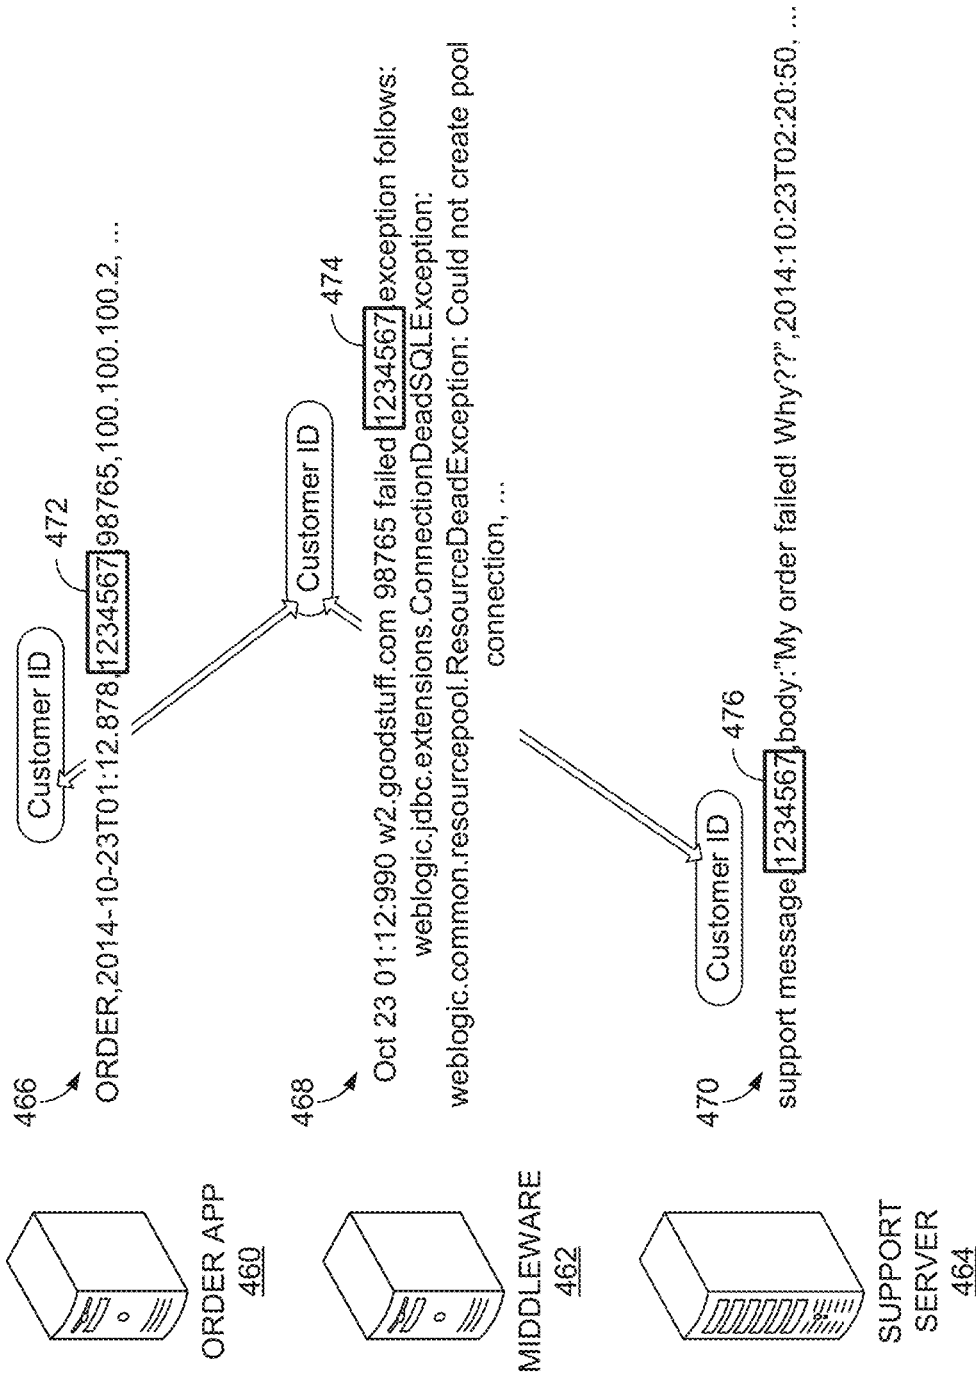 466
Customer ID
472
ORDER,2014-10-23T01:12.878,1234567,98765,100.100.100.2, ...
ORDER APP
460
468
Customer ID
474
Oct 23 01:12:990 w2.goodstuff.com 98765 failed 1234567,exception follows:
weblogic.jdbc.extensions.ConnectionDeadSQLException:
weblogic.common.resourcepool.ResourceDeadException: Could not create pool
connection, ...
MIDDLEWARE
462
470
Customer ID
476
support message,1234567,body:"My order failed! Why??",2014:10:23T02:20:50, ...
SUPPORT
SERVER
464